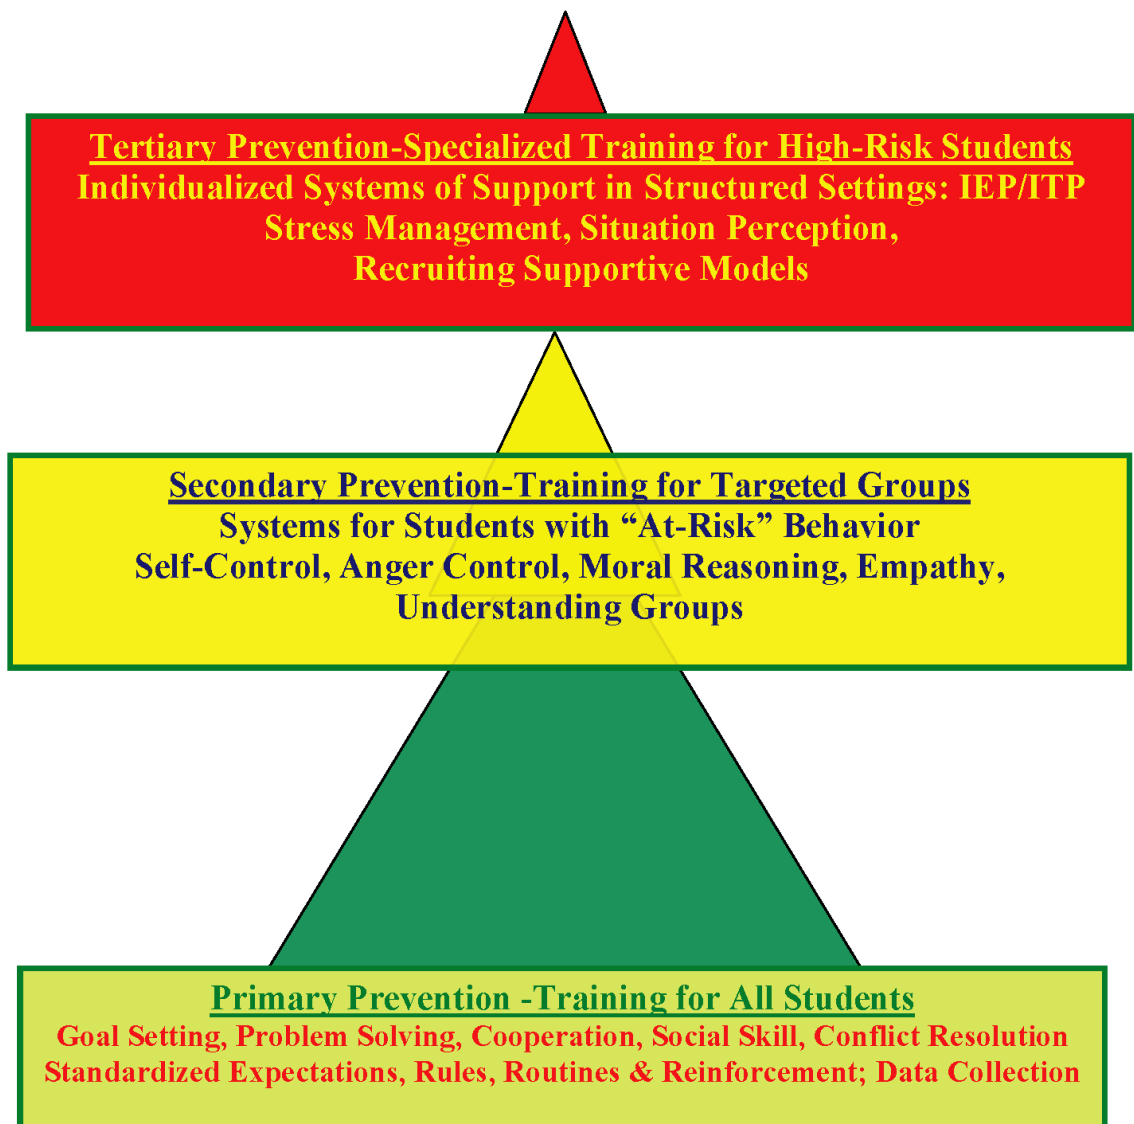 Tertiary Prevention-Specialized Training for High-Risk Students
Individualized Systems of Support in Structured Settings: IEP/ITP
Stress Management, Situation Perception,
Recruiting Supportive Models
Secondary Prevention-Training for Targeted Groups
Systems for Students with “At-Risk” Behavior
Self-Control, Anger Control, Moral Reasoning, Empathy,
Understanding Groups
Primary Prevention -Training for All Students
Goal Setting, Problem Solving, Cooperation, Social Skill, Conflict Resolution
Standardized Expectations, Rules, Routines & Reinforcement; Data Collection